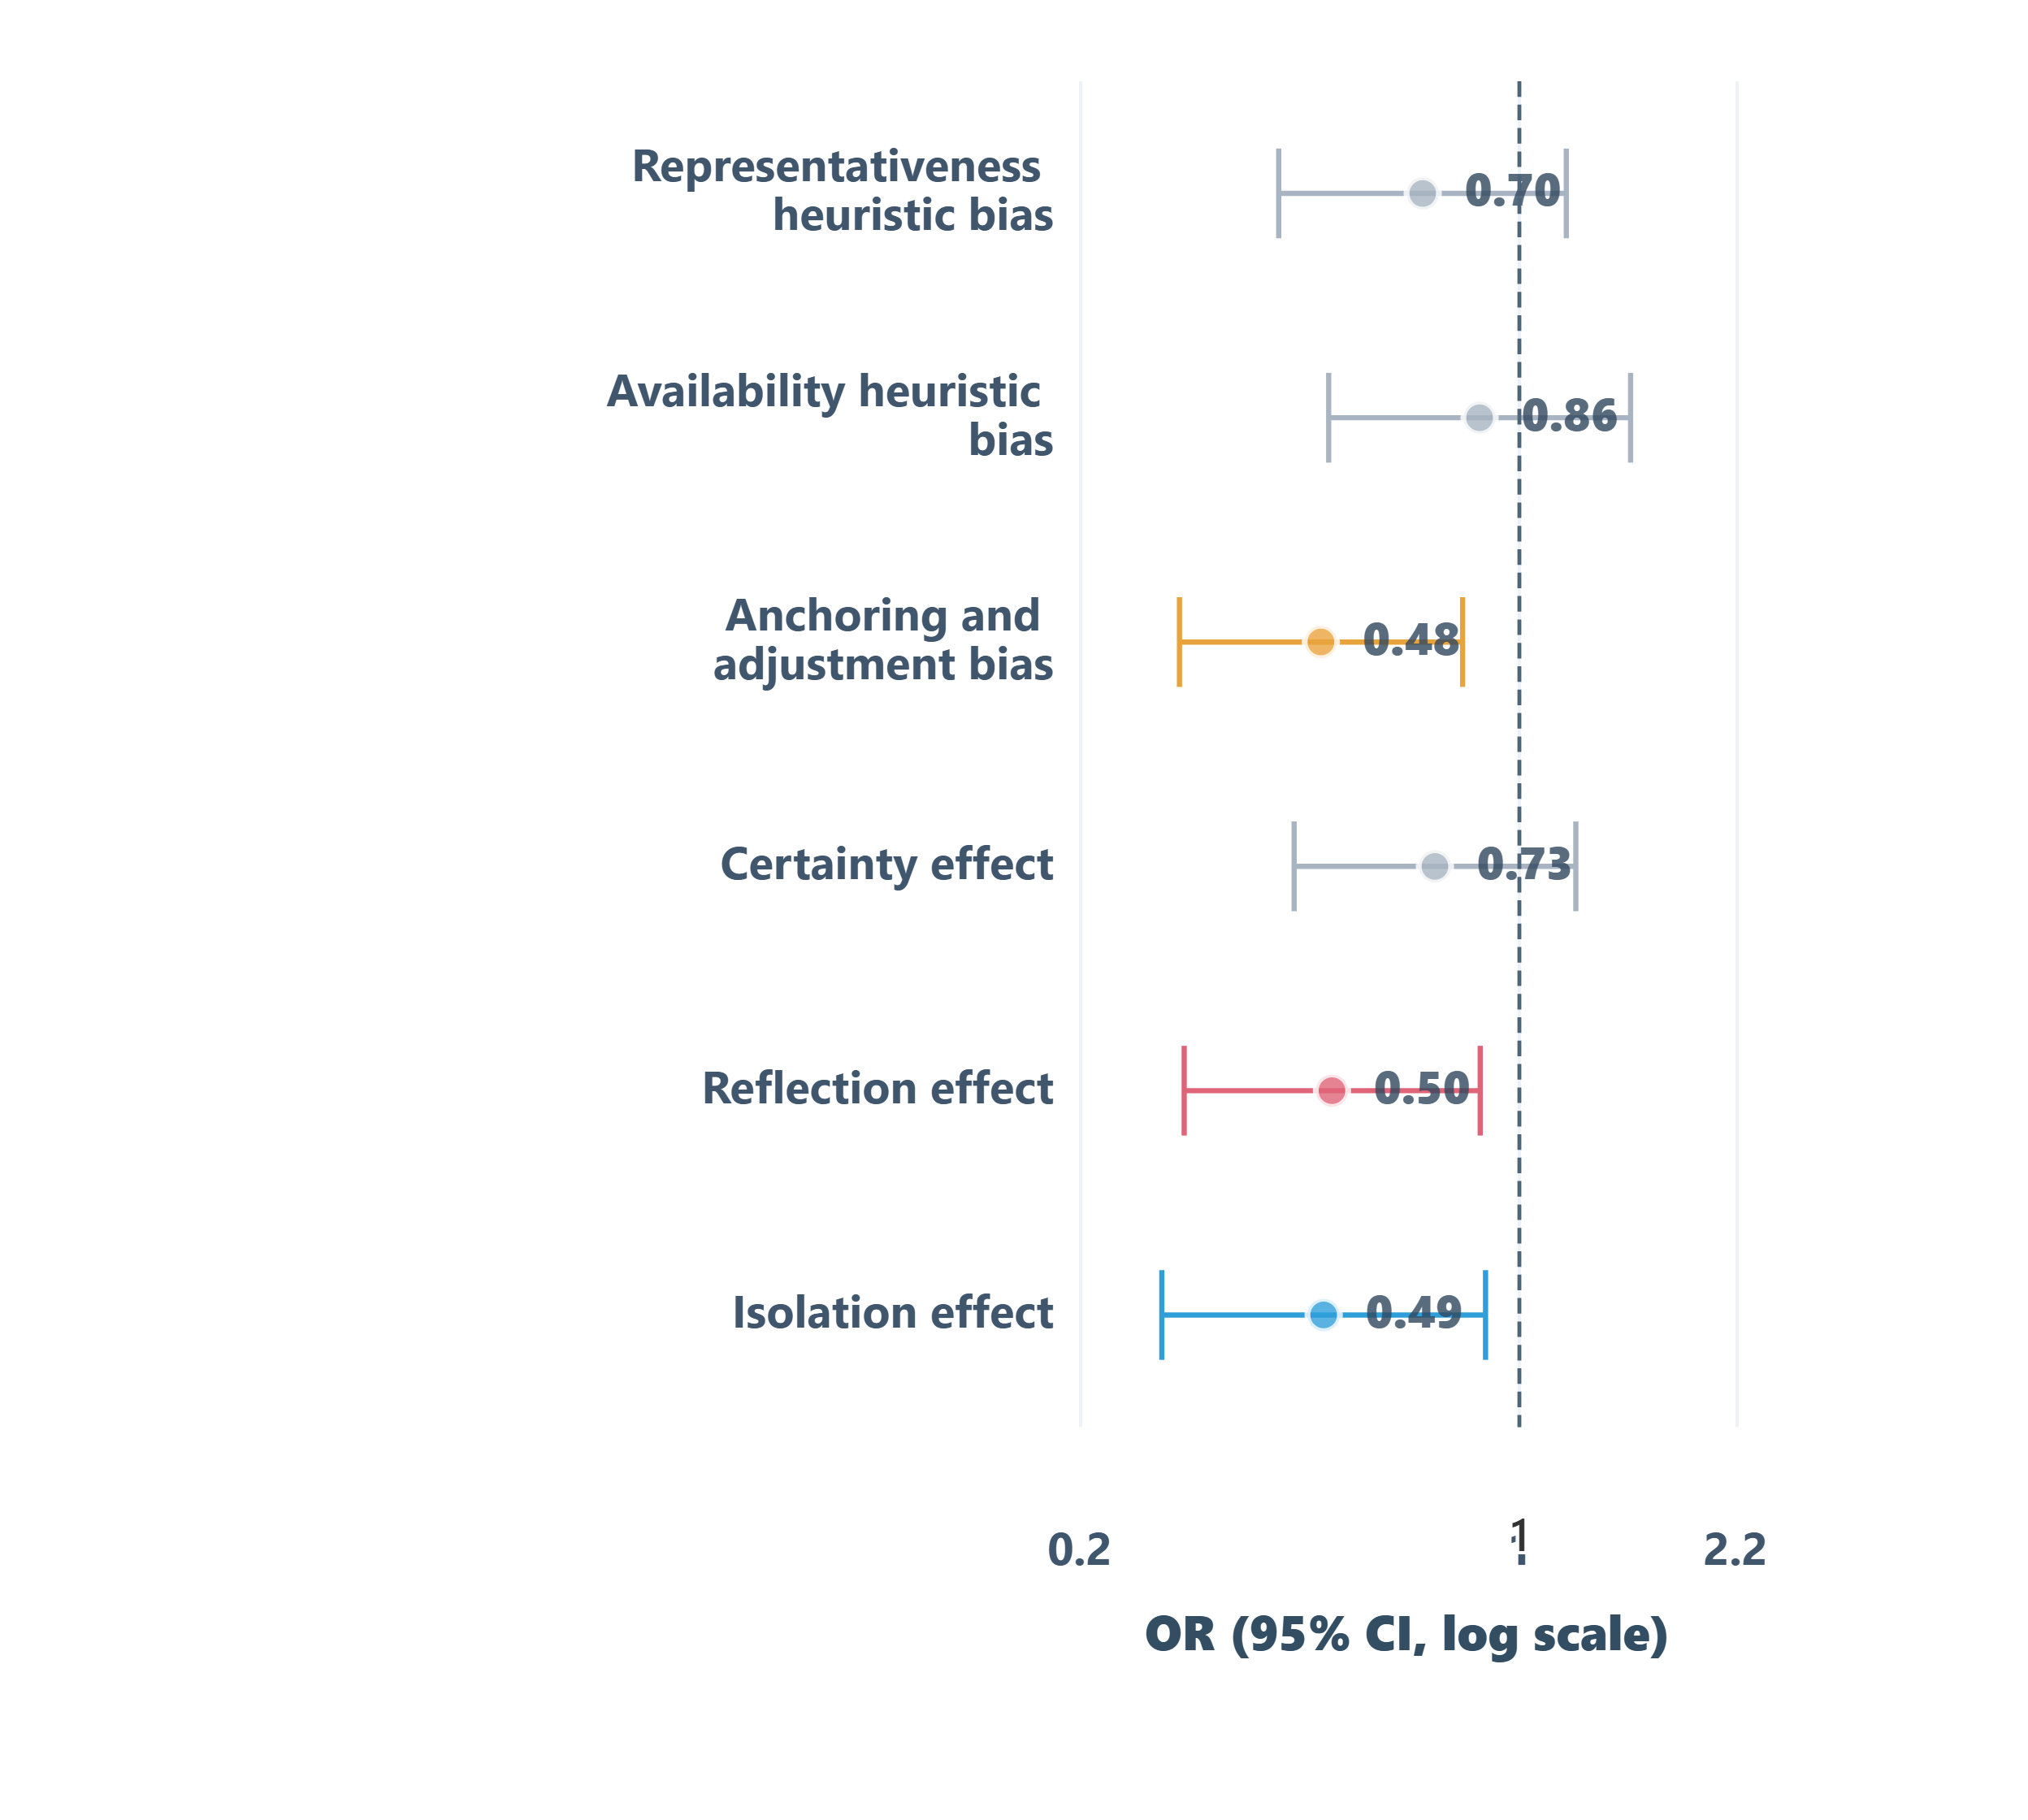 Representativeness
heuristic bias
0.70
Availability heuristic
bias
0.86
Anchoring and
adjustment bias
0.48
Certainty effect
0.73
Reflection effect
0.50
Isolation effect
0.49
0.2
1
2.2
OR (95% CI, log scale)